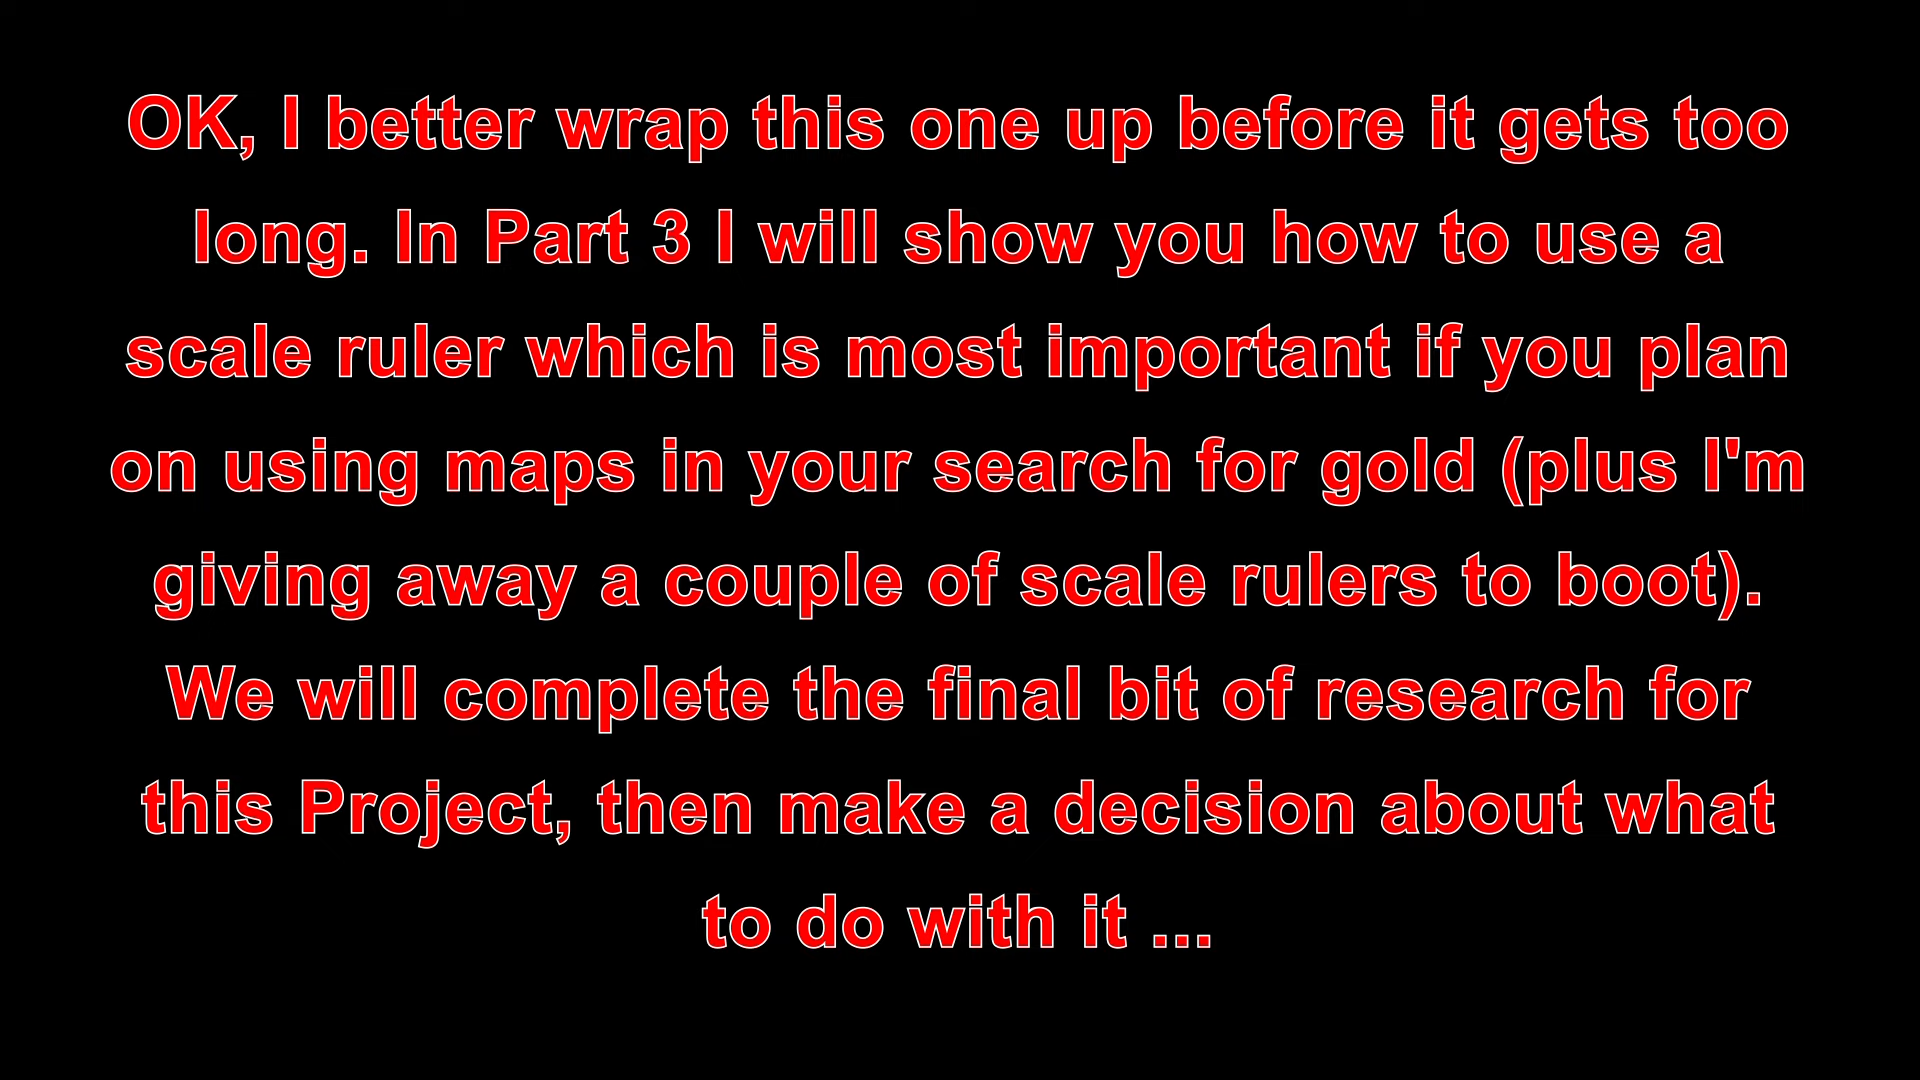 OK, I better wrap this one up before it gets too
long. In Part 3 I will show you how to use a
scale ruler which is most important if you plan
on using maps in your search for gold (plus I'm
giving away a couple of scale rulers to boot).
We will complete the final bit of research for
this Project, then make a decision about what
to do with it ...